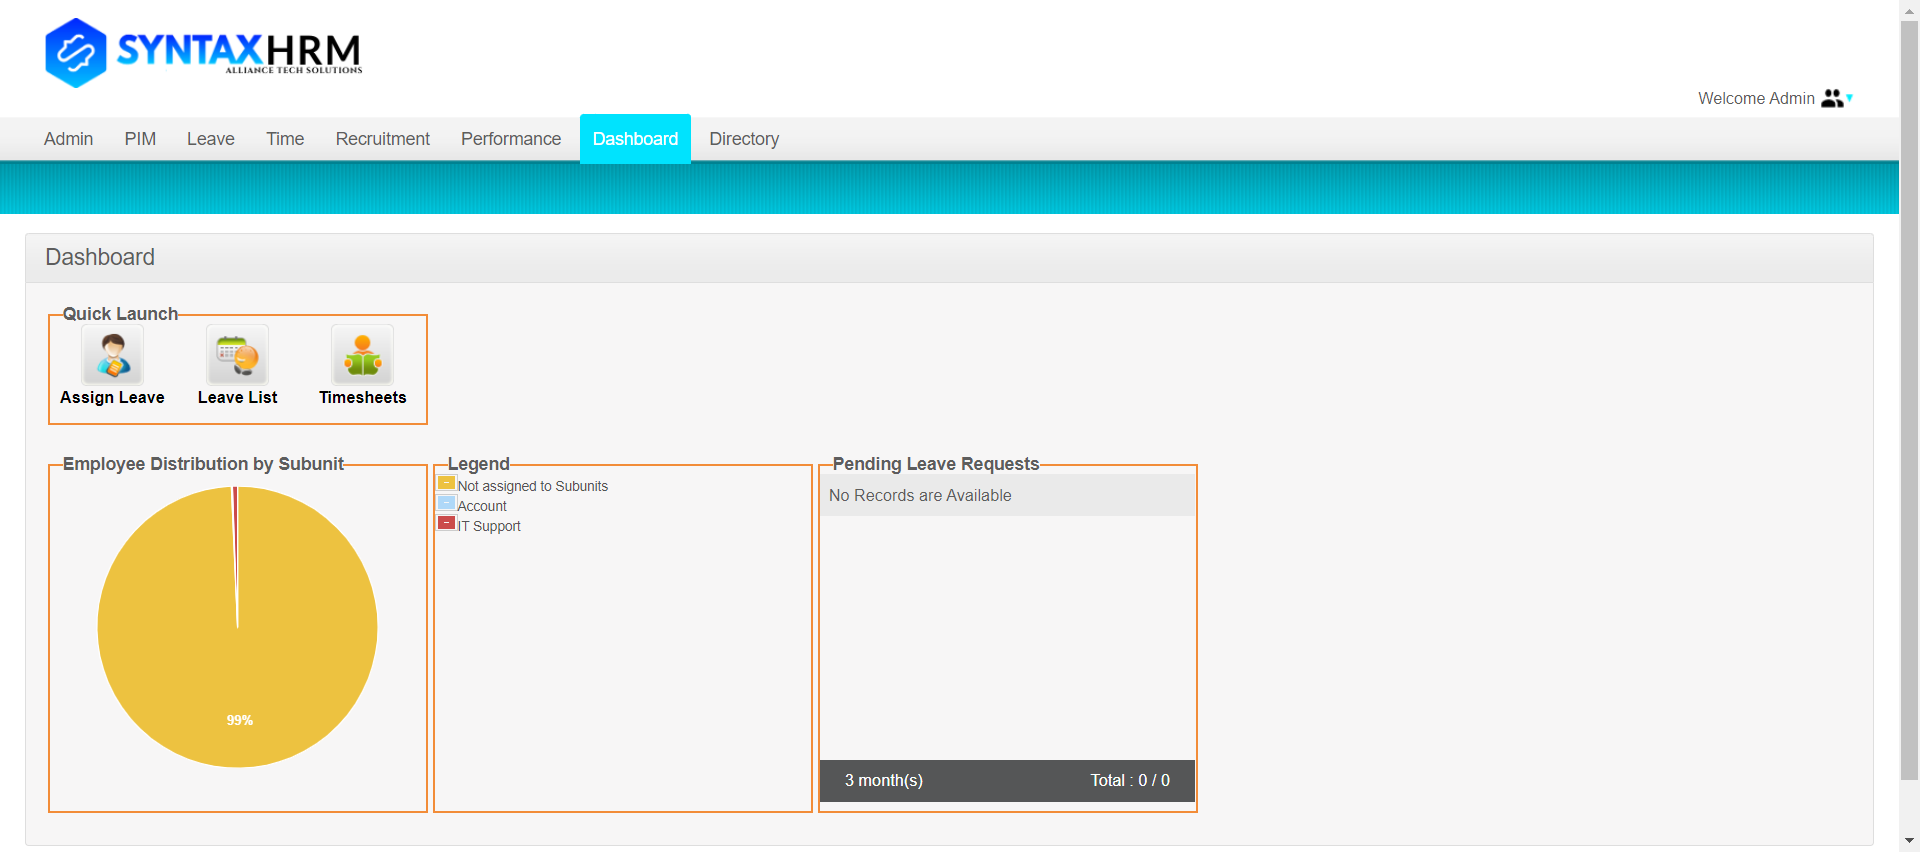 SYNTAXHRM
ALLIANCE TECH SOLUTIONS
Welcome Admin
Admin PIM Leave Time Recruitment Performance Dashboard Directory
Dashboard
Quick Launch
Assign Leave Leave List Timesheets
Employee Distribution by Subunit
99%
Legend
Not assigned to Subunits
Account
IT Support
Pending Leave Requests
No Records are Available
3 month(s) Total : 0 / 0